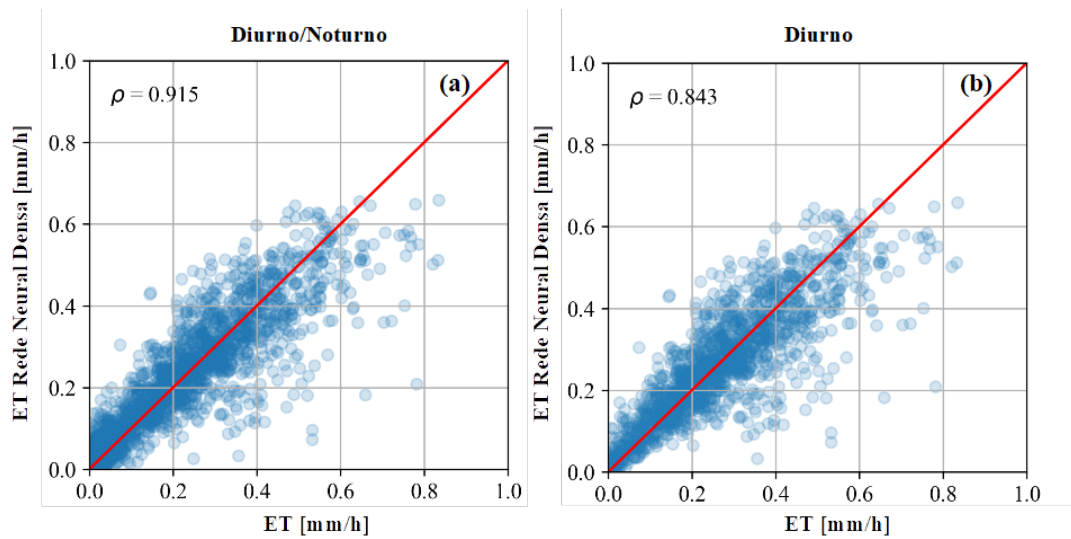 Diurno/Noturno
(a)
ρ = 0.915
1.0
0.8
0.6
0.4
0.2
0.0
0.0 0.2 0.4 0.6 0.8 1.0
ET Rede Neural Densa [mm/h]
ET [mm/h]
Diurno
(b)
ρ = 0.843
1.0
0.8
0.6
0.4
0.2
0.0
0.0 0.2 0.4 0.6 0.8 1.0
ET Rede Neural Densa [mm/h]
ET [mm/h]